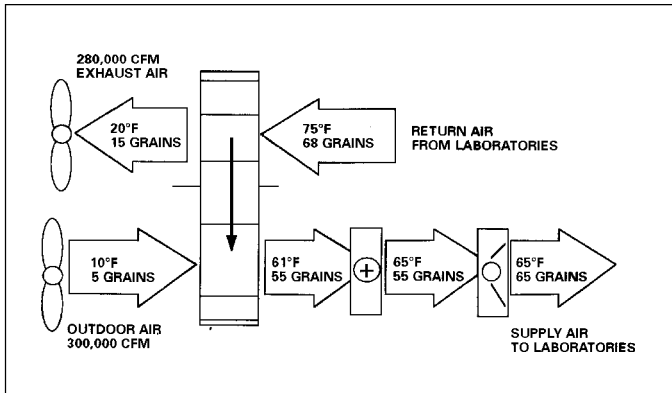 280,000 CFM
EXHAUST AIR
20°F
15 GRAINS
75°F
68 GRAINS
RETURN AIR
FROM LABORATORIES
10°F
5 GRAINS
61°F
55 GRAINS
65°F
55 GRAINS
65°F
65 GRAINS
OUTDOOR AIR
300,000 CFM
SUPPLY AIR
TO LABORATORIES